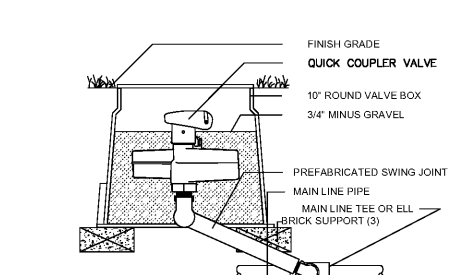 FINISH GRADE
QUICK COUPLER VALVE
10" ROUND VALVE BOX
3/4" MINUS GRAVEL
PREFABRICATED SWING JOINT
MAIN LINE PIPE
MAIN LINE TEE OR ELL
BRICK SUPPORT (3)